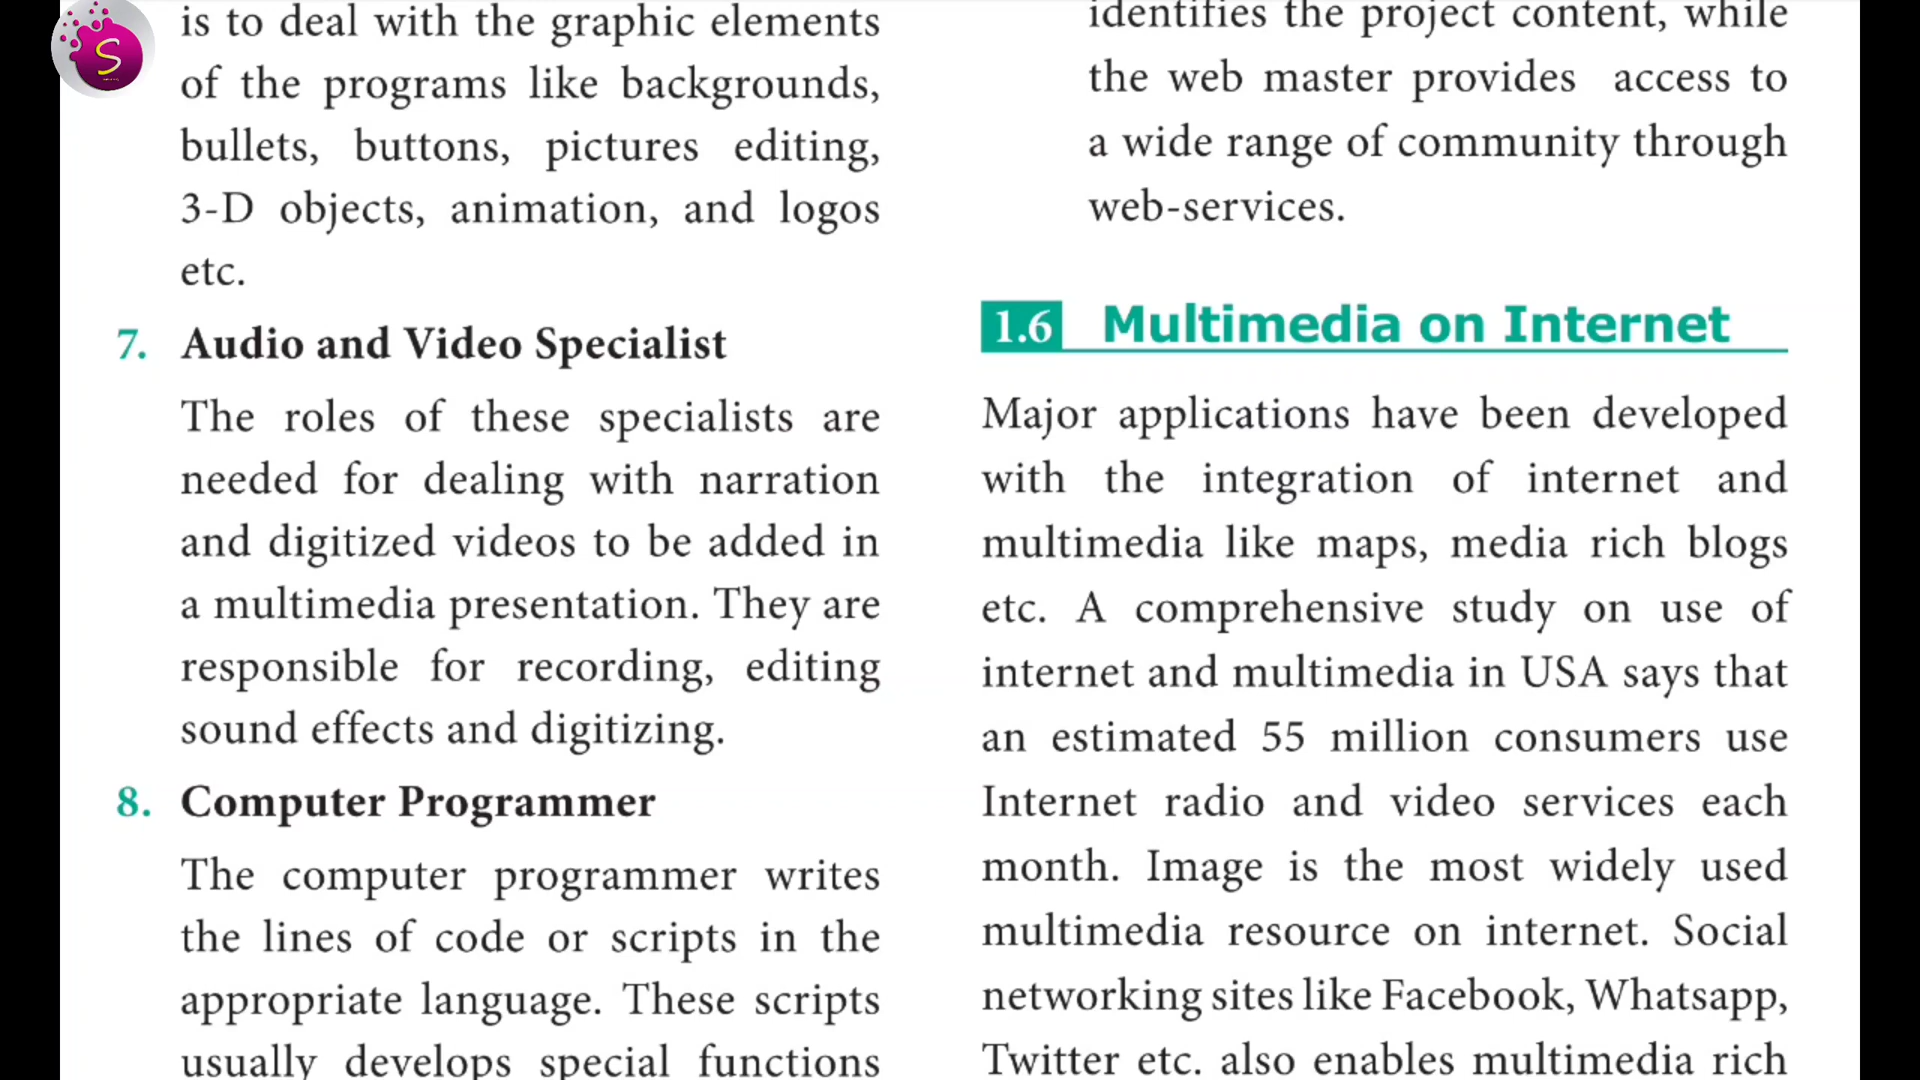 S
is to deal with the graphic elements
of the programs like backgrounds,
bullets, buttons, pictures editing,
3-D objects, animation, and logos
etc.
7. Audio and Video Specialist
The roles of these specialists are
needed for dealing with narration
and digitized videos to be added in
a multimedia presentation. They are
responsible for recording, editing
sound effects and digitizing.
8. Computer Programmer
The computer programmer writes
the lines of code or scripts in the
appropriate language. These scripts
usually develops special functions
identifies the project content, while
the web master provides access to
a wide range of community through
web-services.
1.6 Multimedia on Internet
Major applications have been developed
with the integration of internet and
multimedia like maps, media rich blogs
etc. A comprehensive study on use of
internet and multimedia in USA says that
an estimated 55 million consumers use
Internet radio and video services each
month. Image is the most widely used
multimedia resource on internet. Social
networking sites like Facebook, Whatsapp,
Twitter etc. also enables multimedia rich